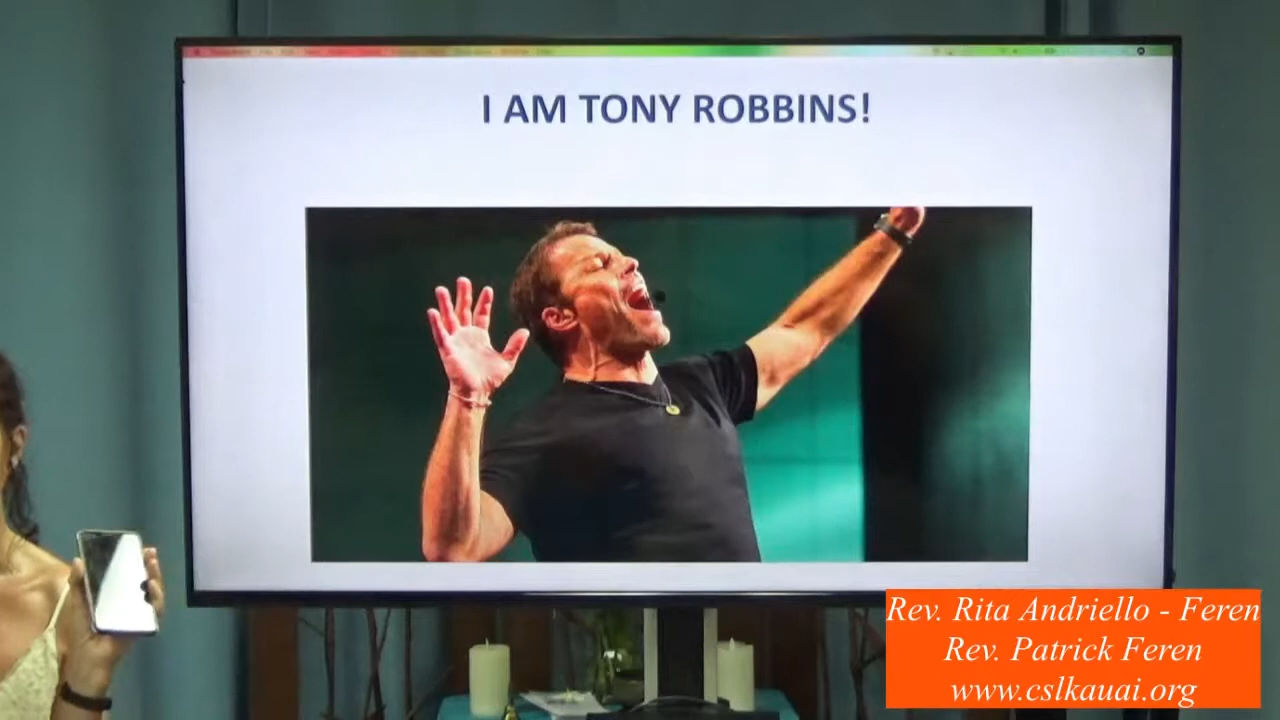 I AM TONY ROBBINS!
Rev. Rita Andriello - Feren
Rev. Patrick Feren
www.cslkauai.org